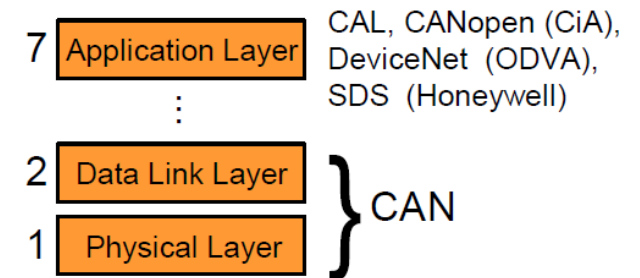 7 Application Layer CAL, CANopen (CiA),
DeviceNet (ODVA),
SDS (Honeywell)
⋮
2 Data Link Layer
} CAN
1 Physical Layer